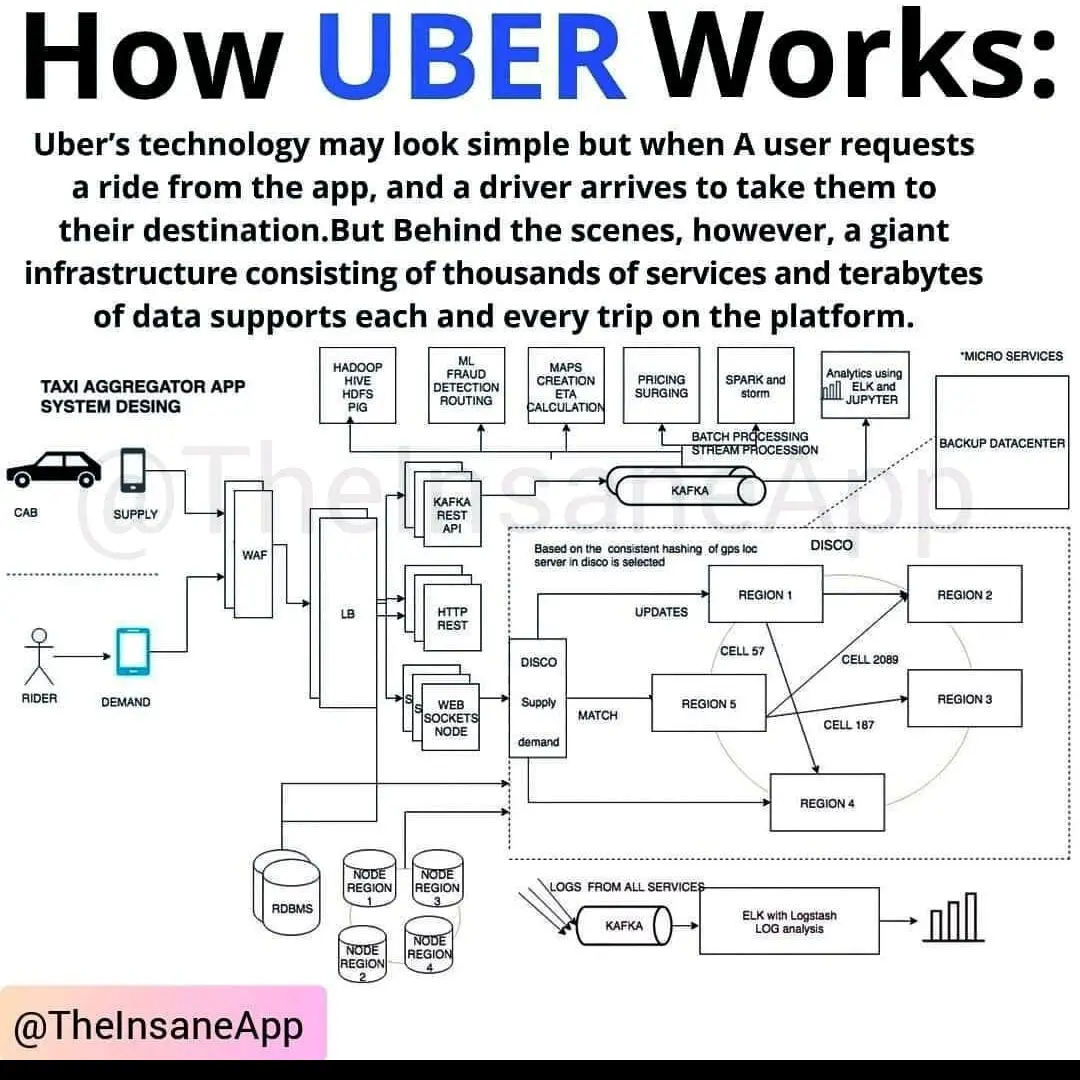 How UBER Works:
Uber's technology may look simple but when A user requests
a ride from the app, and a driver arrives to take them to
their destination.But Behind the scenes, however, a giant
infrastructure consisting of thousands of services and terabytes
of data supports each and every trip on the platform.
TAXI AGGREGATOR APP
SYSTEM DESING
HADOOP
HIVE
HDFS
PIG
ML
FRAUD
DETECTION
ROUTING
MAPS
CREATION
ETA
CALCULATION
PRICING
SURGING
SPARK and
storm
Analytics using
ELK and
JUPYTER
*MICRO SERVICES
BACKUP DATACENTER
BATCH PROCESSING
STREAM PROCESSION
@TheInsaneApp
CAB
SUPPLY
WAF
KAFKA
REST
API
KAFKA
LB
HTTP
REST
RIDER
DEMAND
S
S
WEB
SOCKETS
NODE
Based on the consistent hashing of gps loc
server in disco is selected
DISCO
DISCO
Supply
demand
UPDATES
MATCH
REGION 1
REGION 2
CELL 57
CELL 2089
REGION 5
REGION 3
CELL 187
REGION 4
RDBMS
NODE
REGION
1
NODE
REGION
3
NODE
REGION
2
NODE
REGION
4
LOGS FROM ALL SERVICES
KAFKA
ELK with Logstash
LOG analysis
@TheInsaneApp